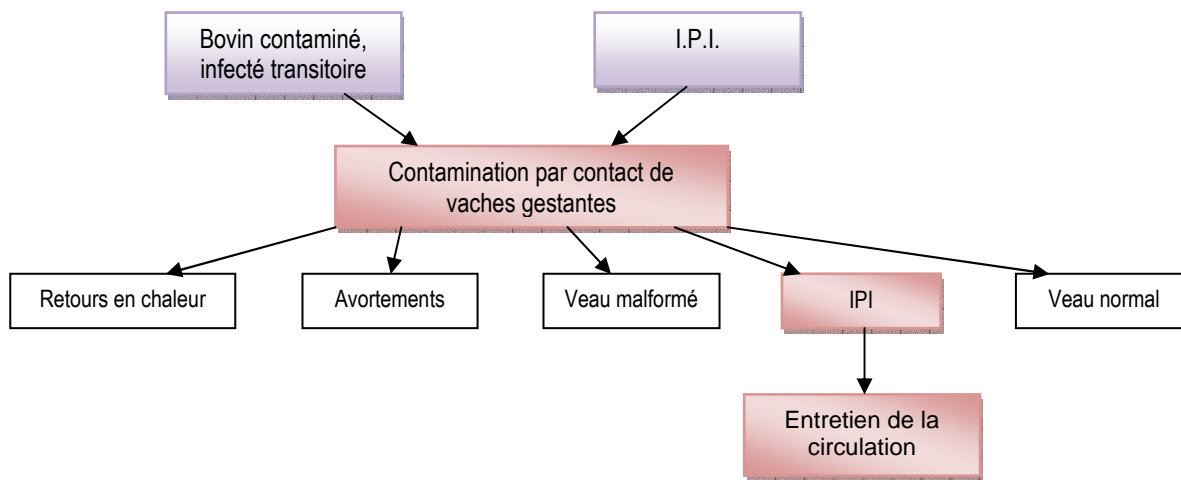 Bovin contaminé,
infecté transitoire
I.P.I.
Contamination par contact de
vaches gestantes
Retours en chaleur
Avortements
Veau malformé
IPI
Veau normal
Entretien de la
circulation